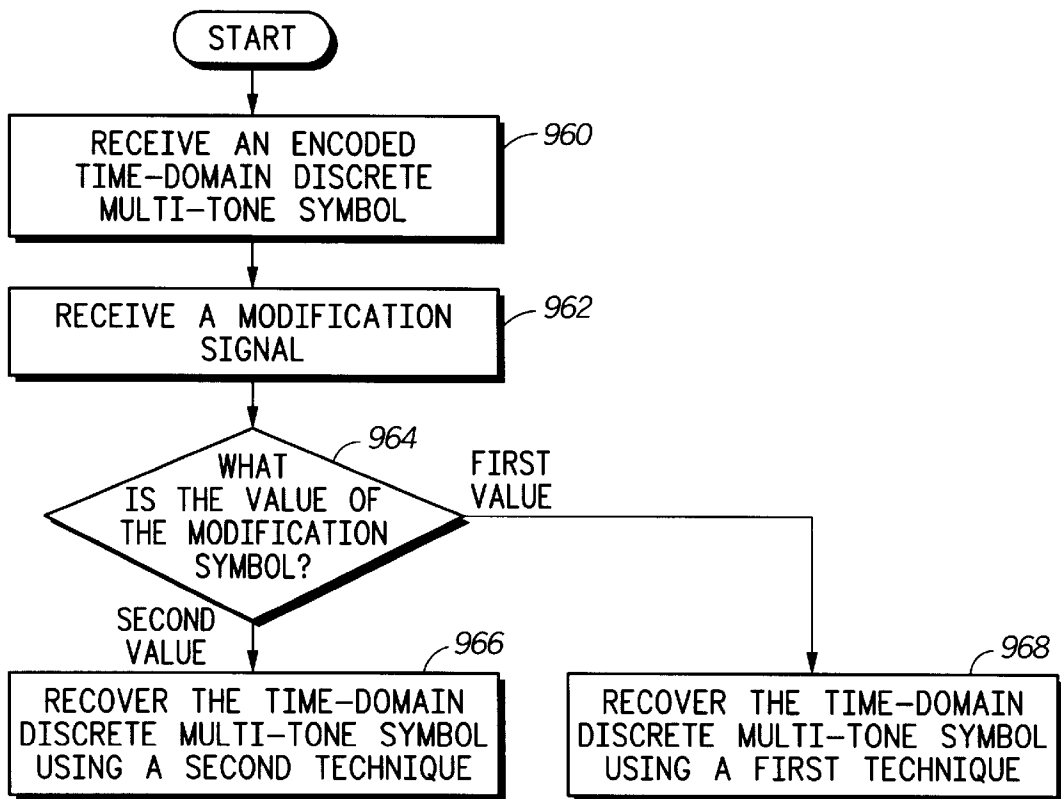 START
RECEIVE AN ENCODED
TIME-DOMAIN DISCRETE
MULTI-TONE SYMBOL
960
RECEIVE A MODIFICATION
SIGNAL
962
964
WHAT
IS THE VALUE OF
THE MODIFICATION
SYMBOL?
FIRST
VALUE
SECOND
VALUE
966
RECOVER THE TIME-DOMAIN
DISCRETE MULTI-TONE SYMBOL
USING A SECOND TECHNIQUE
968
RECOVER THE TIME-DOMAIN
DISCRETE MULTI-TONE SYMBOL
USING A FIRST TECHNIQUE